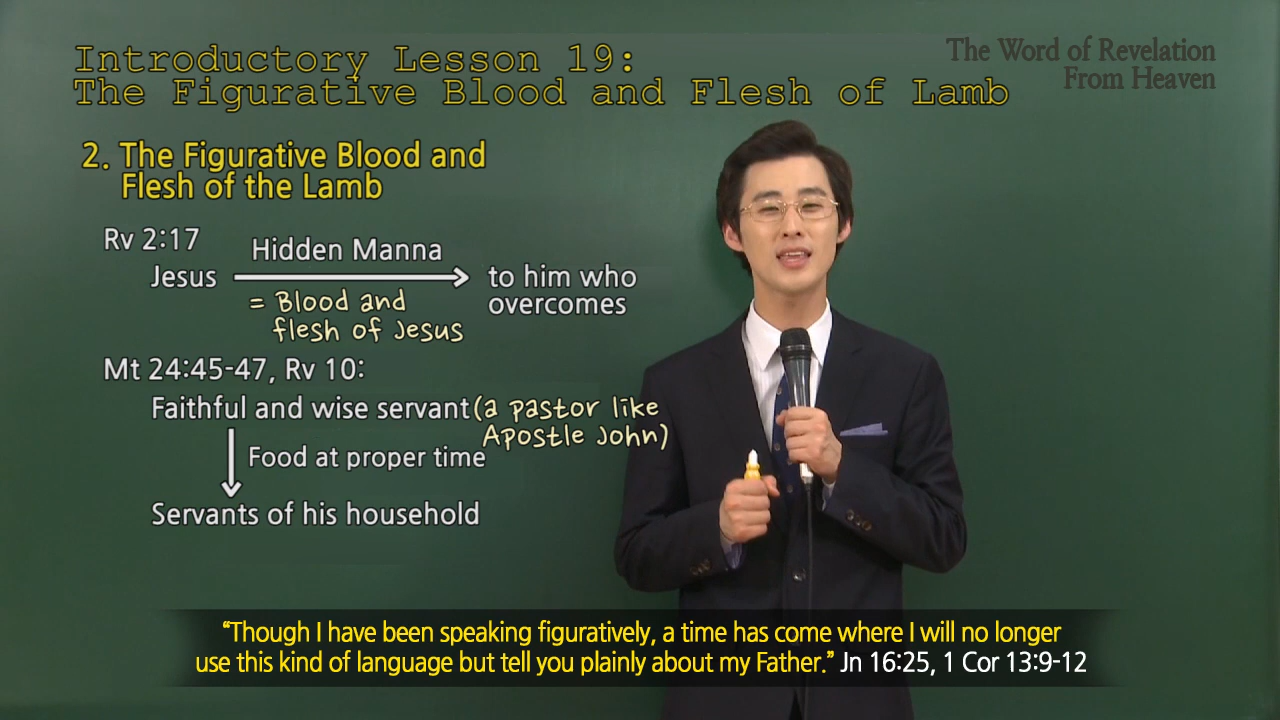 Introductory Lesson 19:
The Figurative Blood and Flesh of Lamb
The Word of Revelation
From Heaven
2. The Figurative Blood and
Flesh of the Lamb
Rv 2:17
Hidden Manna
Jesus → to him who
overcomes
= Blood and
flesh of Jesus
Mt 24:45-47, Rv 10:
Faithful and wise servant (a pastor like
Apostle John)
Food at proper time
Servants of his household
“Though I have been speaking figuratively, a time has come where I will no longer
use this kind of language but tell you plainly about my Father.” Jn 16:25, 1 Cor 13:9-12